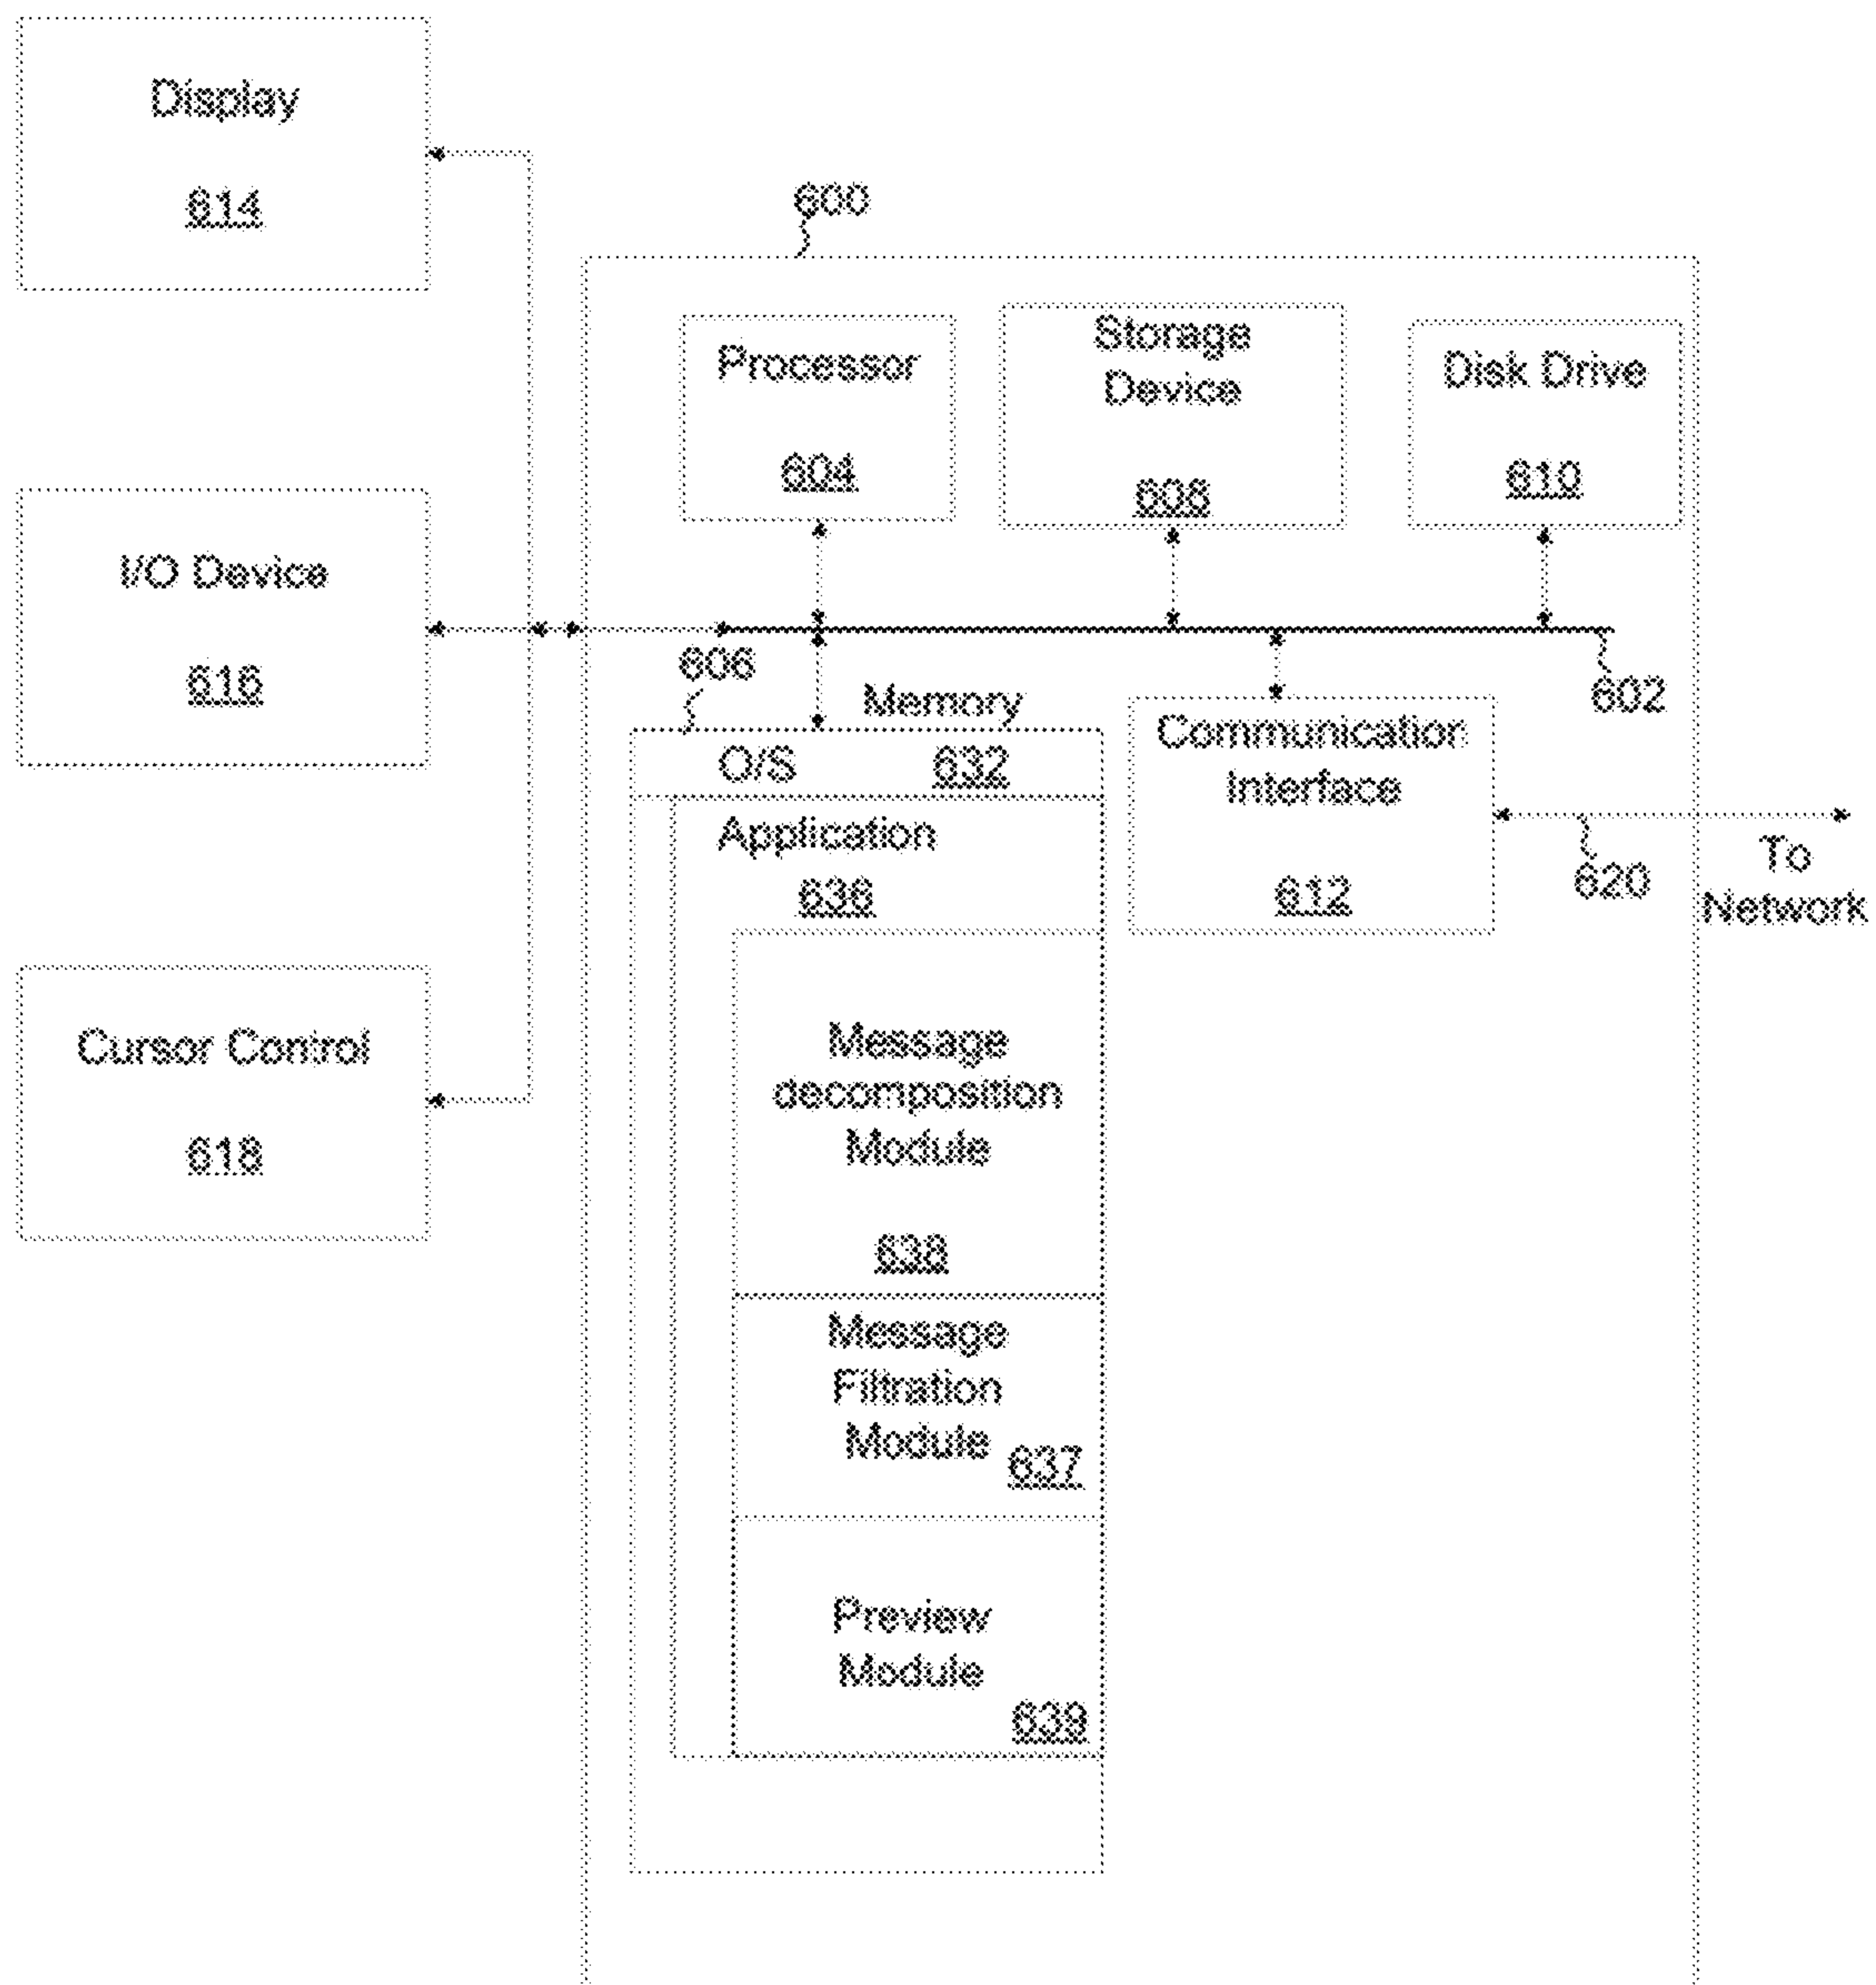 Display
614
600
Processor
604
Storage
Device
608
Disk Drive
610
I/O Device
616
606
Memory
602
O/S
632
Communication
Interface
612
620
To
Network
Application
636
Cursor Control
618
Message
decomposition
Module
638
Message
Filtration
Module
637
Preview
Module
639